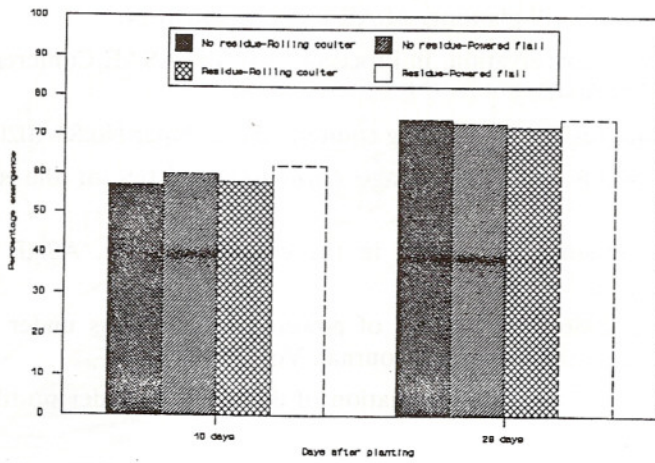 100
90
80
70
60
50
40
30
20
10
0
Percentage emergence
No residue-Rolling coulter
No residue-Powered flail
Residue-Rolling coulter
Residue-Powered flail
10 days
28 days
Days after planting